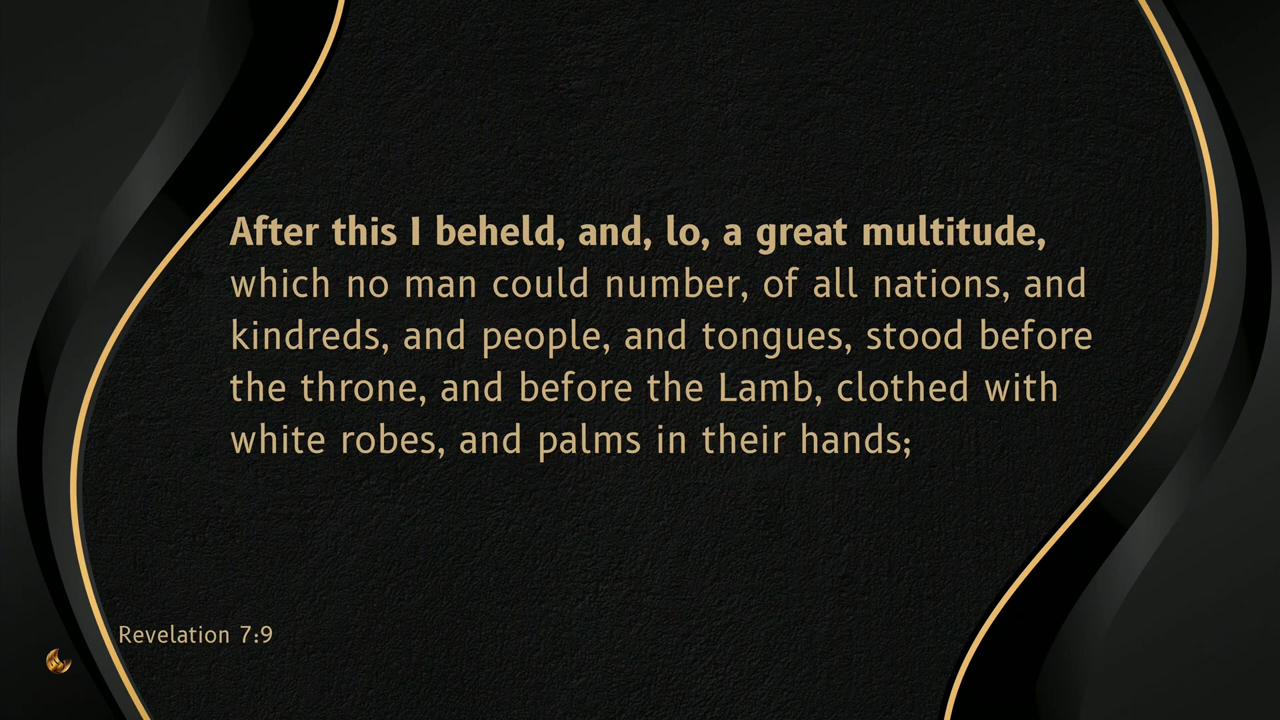 After this I beheld, and, lo, a great multitude,
which no man could number, of all nations, and
kindreds, and people, and tongues, stood before
the throne, and before the Lamb, clothed with
white robes, and palms in their hands;
Revelation 7:9